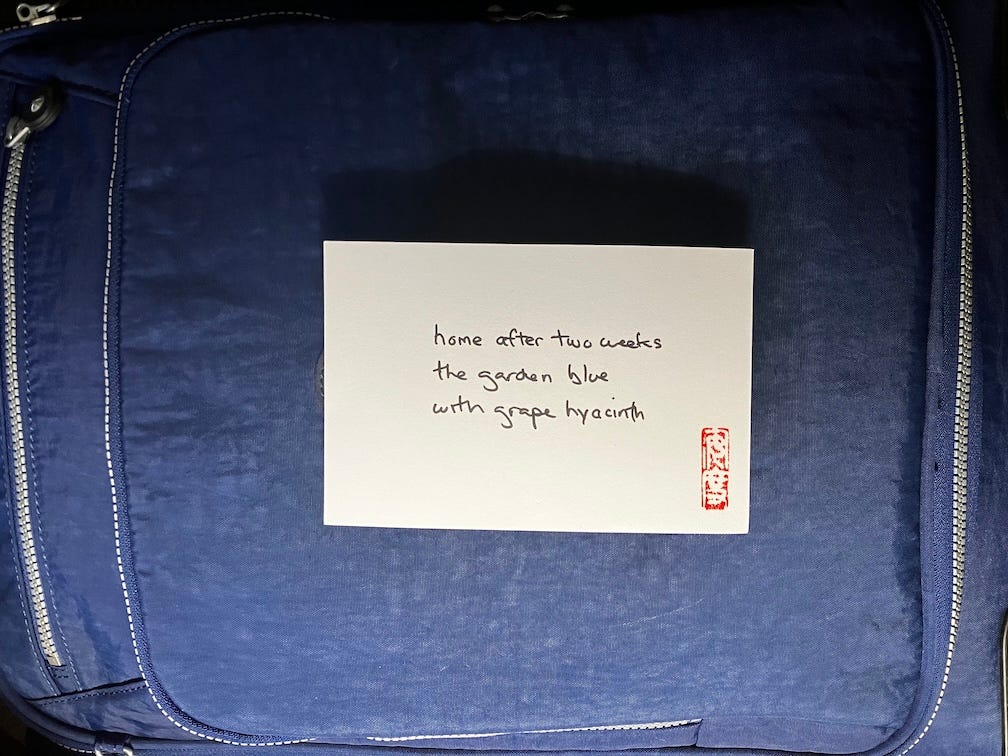 home after two weeks
the garden blue
with grape hyacinth